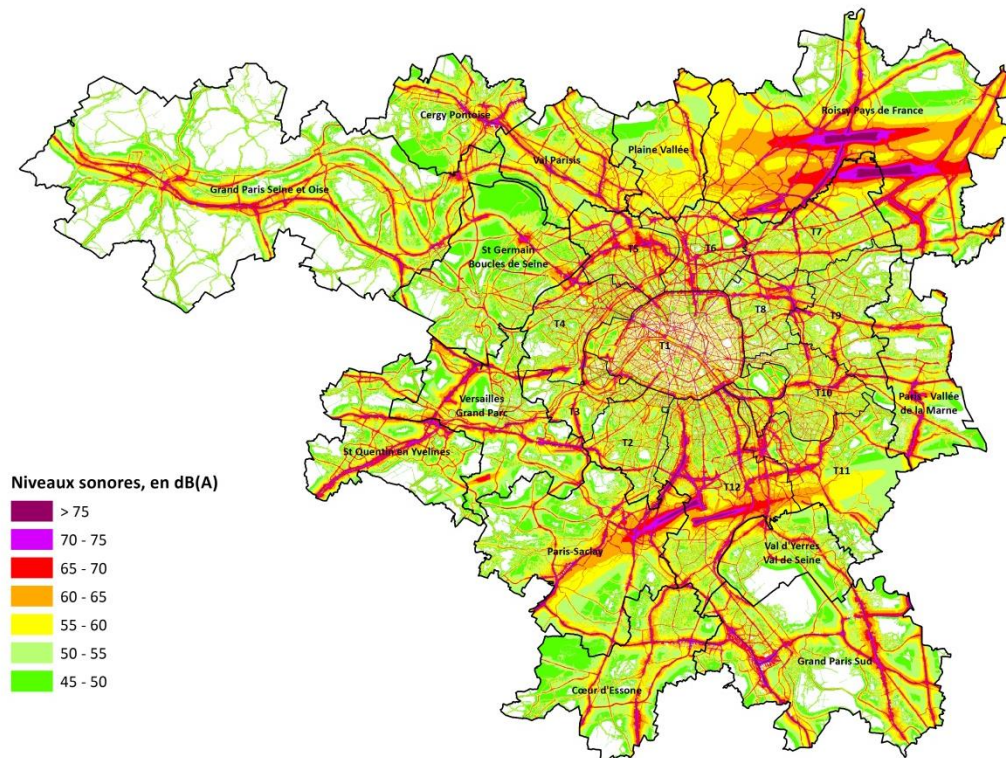 Roissy Pays de France
Cergy Pontoise
Plaine Vallée
Val Parisis
Grand Paris Seine et Oise
T7
T5
T6
St Germain
Boucles de Seine
T8
T9
T4
T1
T10
Paris - Vallée
de la Marne
Versailles
Grand Parc
T3
T2
St Quentin en Yvelines
T11
T12
Paris-Saclay
Val d'Yerres
Val de Seine
Grand Paris Sud
Cœur d'Essone
Niveaux sonores, en dB(A)
> 75
70 - 75
65 - 70
60 - 65
55 - 60
50 - 55
45 - 50